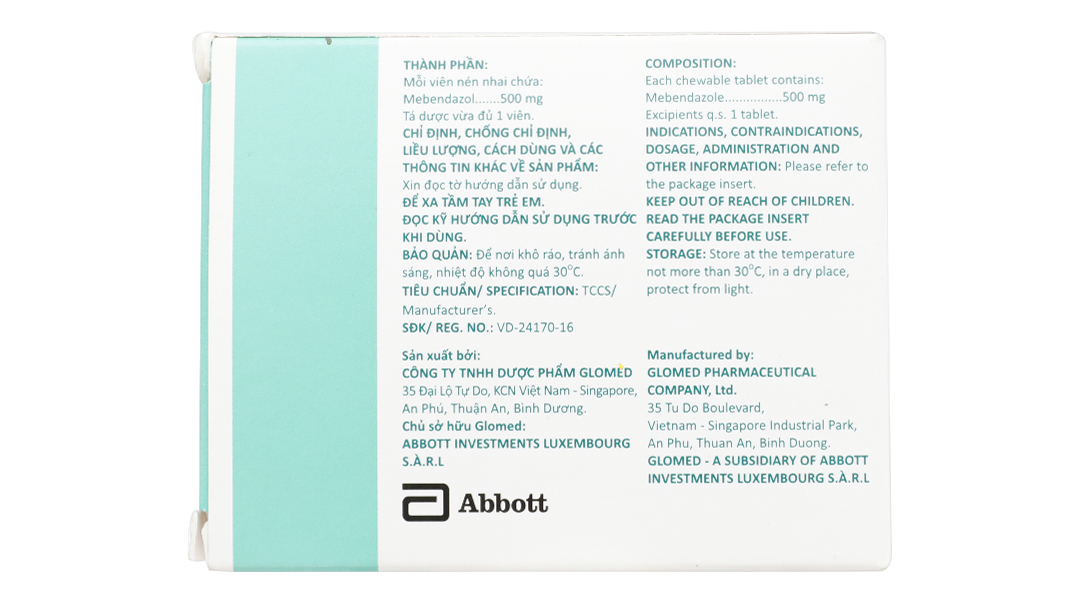 THÀNH PHẦN:
Mỗi viên nén nhai chứa:
Mebendazol.......500 mg
Tá dược vừa đủ 1 viên.
CHỈ ĐỊNH, CHỐNG CHỈ ĐỊNH,
LIỀU LƯỢNG, CÁCH DÙNG VÀ CÁC
THÔNG TIN KHÁC VỀ SẢN PHẨM:
Xin đọc tờ hướng dẫn sử dụng.
ĐỂ XA TẦM TAY TRẺ EM.
ĐỌC KỸ HƯỚNG DẪN SỬ DỤNG TRƯỚC
KHI DÙNG.
BẢO QUẢN: Để nơi khô ráo, tránh ánh
sáng, nhiệt độ không quá 30°C.
TIÊU CHUẨN/ SPECIFICATION: TCCS/
Manufacturer's.
SĐK/ REG. NO.: VD-24170-16
Sản xuất bởi:
CÔNG TY TNHH DƯỢC PHẨM GLOMED
35 Đại Lộ Tự Do, KCN Việt Nam - Singapore,
An Phú, Thuận An, Bình Dương.
Chủ sở hữu Glomed:
ABBOTT INVESTMENTS LUXEMBOURG
S.À.R.L
Abbott
COMPOSITION:
Each chewable tablet contains:
Mebendazole................500 mg
Excipients q.s. 1 tablet.
INDICATIONS, CONTRAINDICATIONS,
DOSAGE, ADMINISTRATION AND
OTHER INFORMATION: Please refer to
the package insert.
KEEP OUT OF REACH OF CHILDREN.
READ THE PACKAGE INSERT
CAREFULLY BEFORE USE.
STORAGE: Store at the temperature
not more than 30°C, in a dry place,
protect from light.
Manufactured by:
GLOMED PHARMACEUTICAL
COMPANY, Ltd.
35 Tu Do Boulevard,
Vietnam - Singapore Industrial Park,
An Phu, Thuan An, Binh Duong.
GLOMED - A SUBSIDIARY OF ABBOTT
INVESTMENTS LUXEMBOURG S.À.R.L